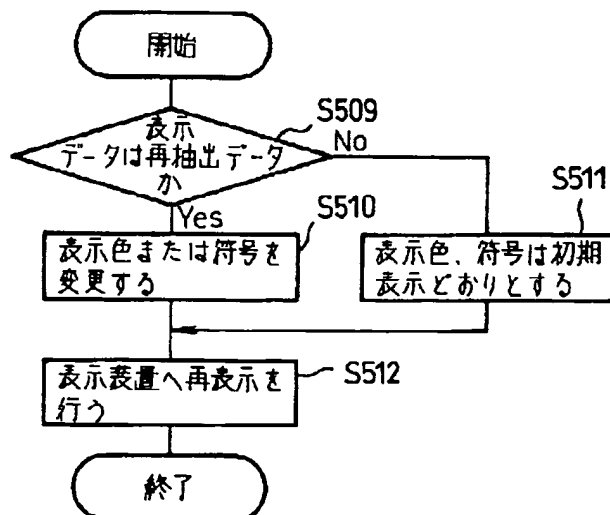 開始
S509
表示
データは再抽出データ
か
No
Yes
S510
表示色または符号を
変更する
S511
表示色、符号は初期
表示どおりとする
表示装置へ再表示を
行う
S512
終了